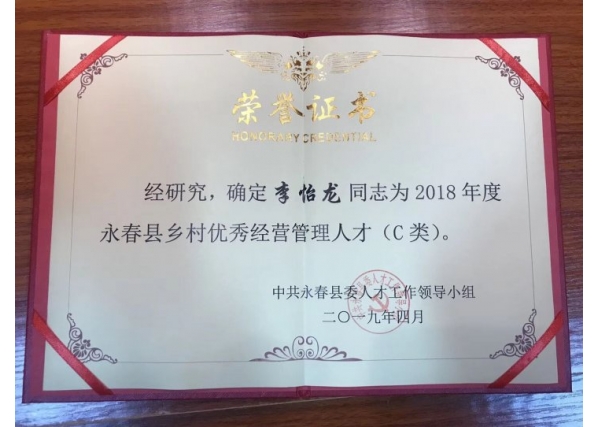 荣誉证书
HONORARY CREDENTIAL
经研究，确定李怡龙同志为2018年度
永春县乡村优秀经营管理人才（C类）。
中共永春县委人才工作领导小组
二〇一九年四月